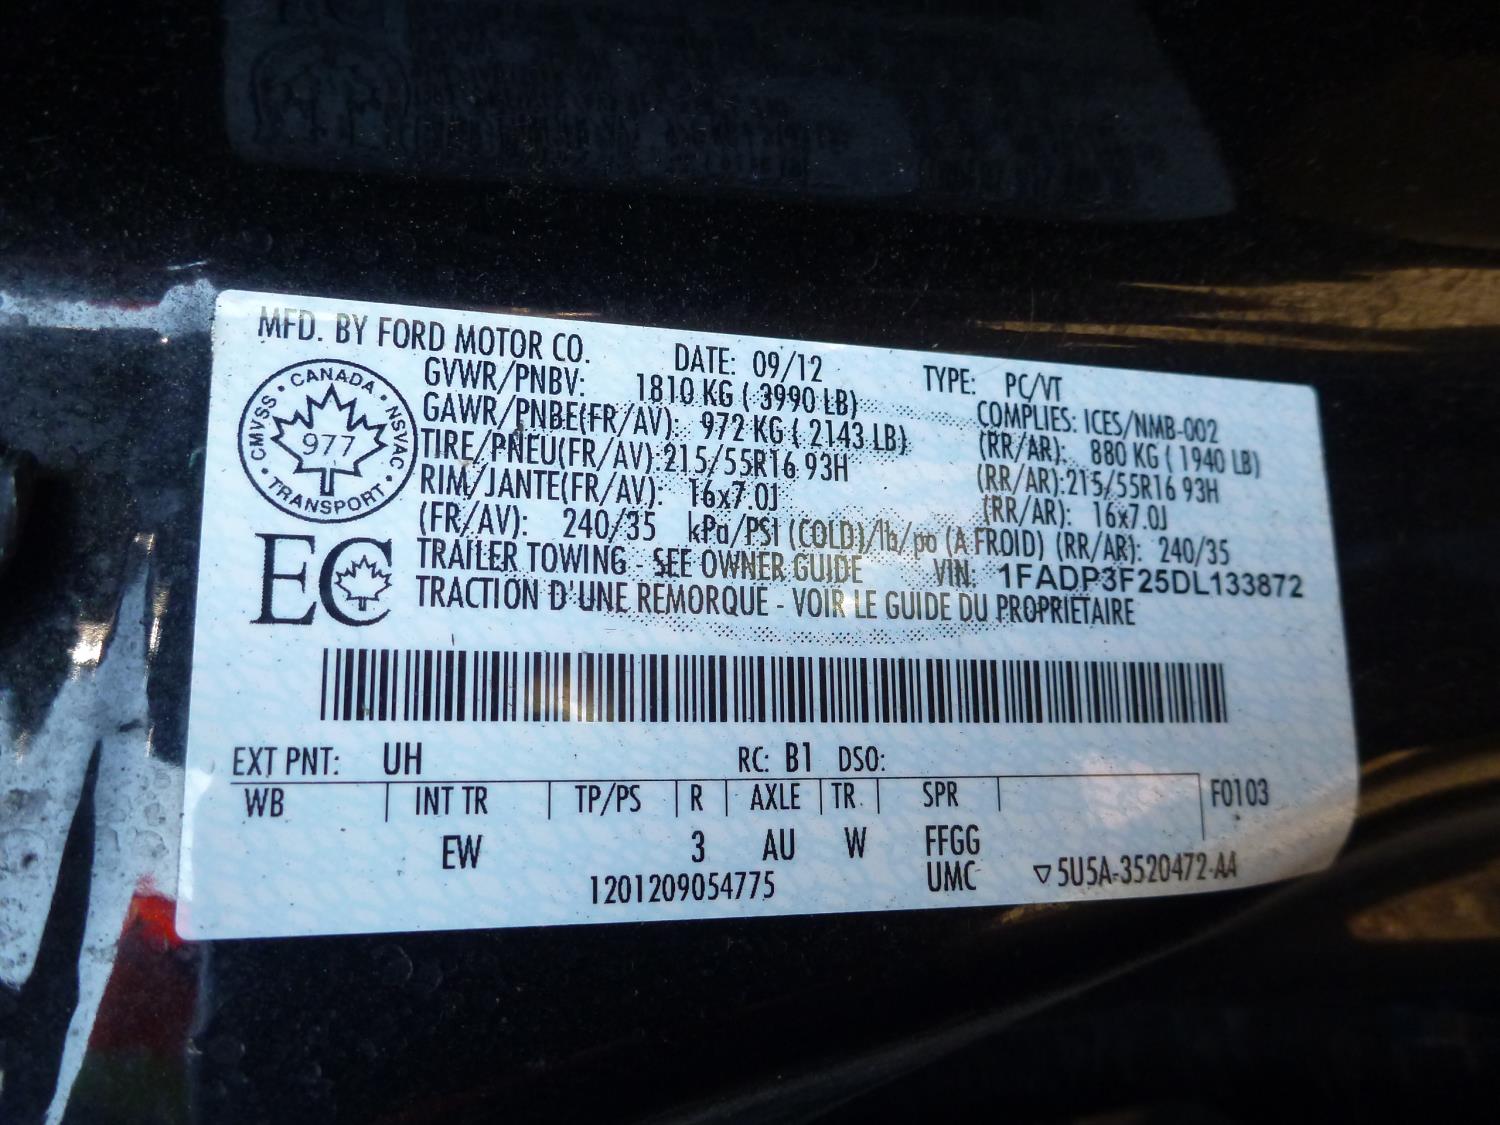 MFD. BY FORD MOTOR CO. DATE: 09/12 TYPE: PC/VT
GVWR/PNBV: 1810 KG ( 3990 LB) COMPLIES: ICES/NMB-002
GAWR/PNBE(FR/AV): 972 KG ( 2143 LB) (RR/AR): 880 KG ( 1940 LB)
TIRE/PNEU(FR/AV): 215/55R16 93H (RR/AR): 215/55R16 93H
RIM/JANTE(FR/AV): 16x7.0J (RR/AR): 16x7.0J
(FR/AV): 240/35 kPa/PSI (COLD)/lb/po (A FROID) (RR/AR): 240/35
TRAILER TOWING - SEE OWNER GUIDE VIN: 1FADP3F25DL133872
TRACTION D'UNE REMORQUE - VOIR LE GUIDE DU PROPRIETAIRE
CMVSS · CANADA · NSVAC · TRANSPORT ·
977
EC
EXT PNT: UH RC: B1 DSO:
WB INT TR TP/PS R AXLE TR SPR F0103
EW 3 AU W FFGG
1201209054775 UMC ▽5U5A-3520472-AA